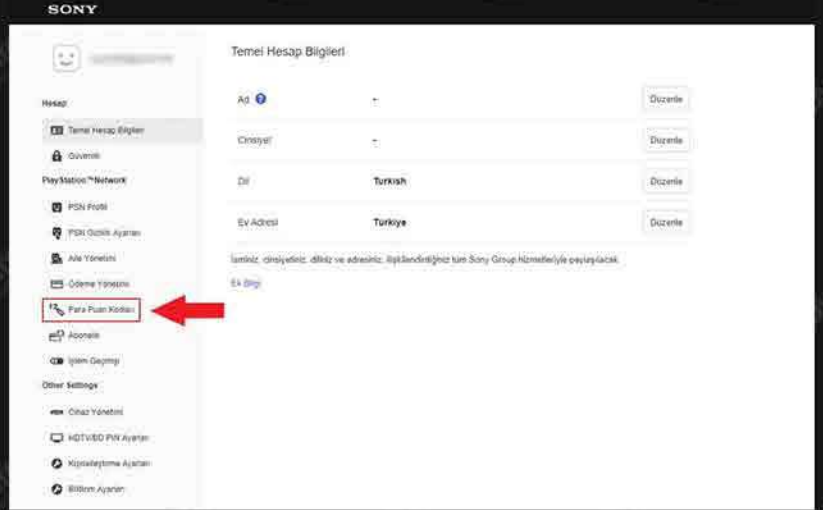 SONY
Temel Hesap Bilgileri
Hesap
Temel Hesap Bilgileri
Güvenlik
PlayStation™Network
PSN Profili
PSN Gizlilik Ayarları
Aile Yönetimi
Ödeme Yönetimi
Para Puan Kodları
Abonelik
İşlem Geçmişi
Other Settings
Cihaz Yönetimi
HDTV/BD PIN Ayarları
Kişiselleştirme Ayarları
Bildirim Ayarları
Ad ? - Düzenle
Cinsiyet - Düzenle
Dil Turkish Düzenle
Ev Adresi Türkiye Düzenle
İsminiz, cinsiyetiniz, diliniz ve adresiniz, ilişkilendirdiğiniz tüm Sony Group hizmetleriyle paylaşılacak.
Ek Bilgi